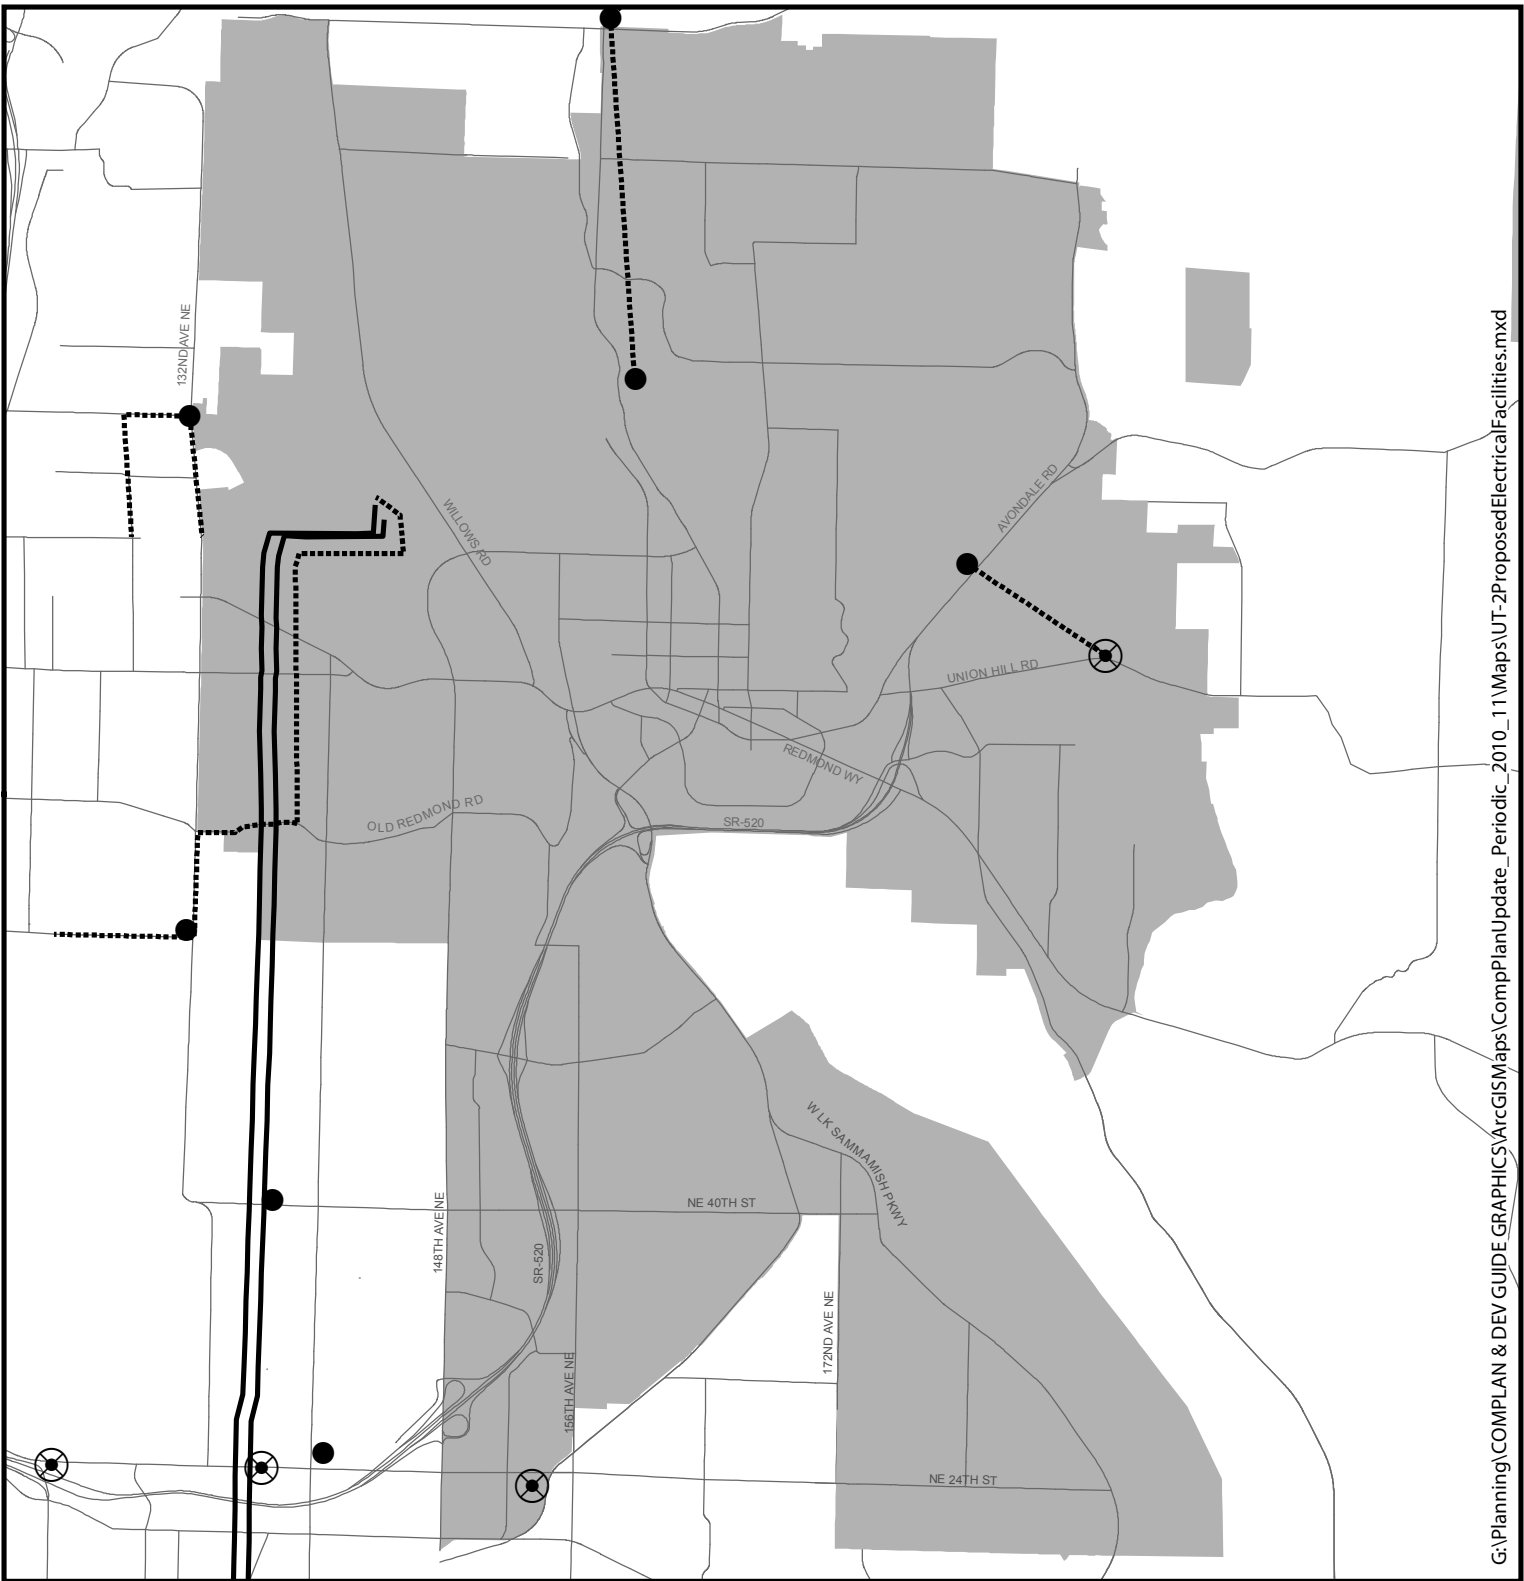 132ND AVE NE
WILLOWS RD
AVONDALE RD
UNION HILL RD
REDMOND WY
OLD REDMOND RD
SR-520
W LK SAMMAMISH PKWY
NE 40TH ST
148TH AVE NE
SR-520
172ND AVE NE
156TH AVE NE
NE 24TH ST
G:\Planning\COMPLAN & DEV GUIDE GRAPHICS\ArcGISMaps\CompPlanUpdate_Periodic_2010_11\Maps\UT-2ProposedElectricalFacilities.mxd